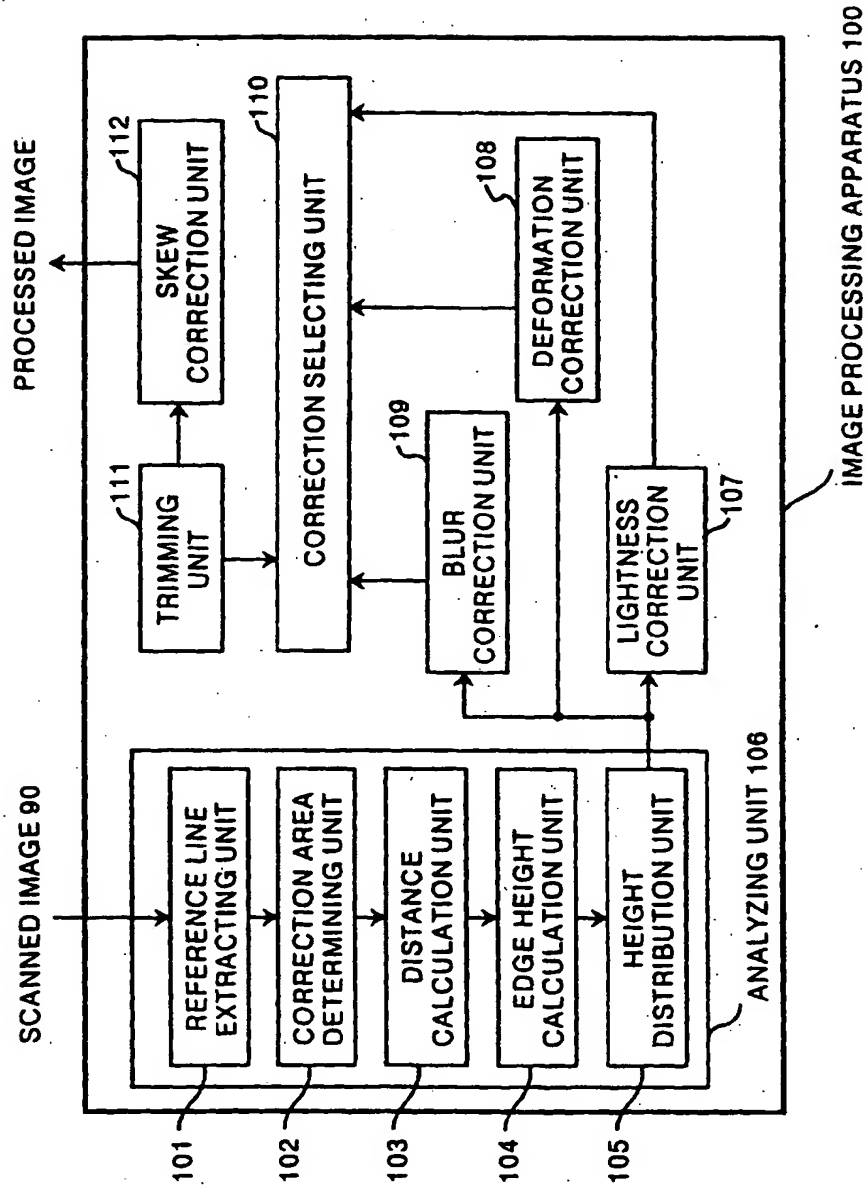 SCANNED IMAGE 90
PROCESSED IMAGE
101
REFERENCE LINE
EXTRACTING UNIT
102
CORRECTION AREA
DETERMINING UNIT
103
DISTANCE
CALCULATION UNIT
104
EDGE HEIGHT
CALCULATION UNIT
105
HEIGHT
DISTRIBUTION UNIT
ANALYZING UNIT 106
111
TRIMMING
UNIT
112
SKEW
CORRECTION UNIT
110
CORRECTION SELECTING UNIT
109
BLUR
CORRECTION UNIT
108
DEFORMATION
CORRECTION UNIT
LIGHTNESS
CORRECTION
UNIT
107
IMAGE PROCESSING APPARATUS 100